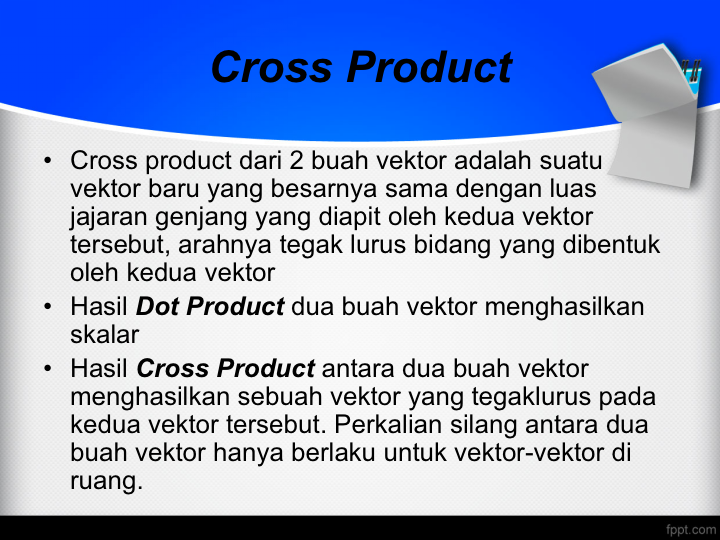 Cross Product
• Cross product dari 2 buah vektor adalah suatu
vektor baru yang besarnya sama dengan luas
jajaran genjang yang diapit oleh kedua vektor
tersebut, arahnya tegak lurus bidang yang dibentuk
oleh kedua vektor
• Hasil Dot Product dua buah vektor menghasilkan
skalar
• Hasil Cross Product antara dua buah vektor
menghasilkan sebuah vektor yang tegaklurus pada
kedua vektor tersebut. Perkalian silang antara dua
buah vektor hanya berlaku untuk vektor-vektor di
ruang.
fppt.com